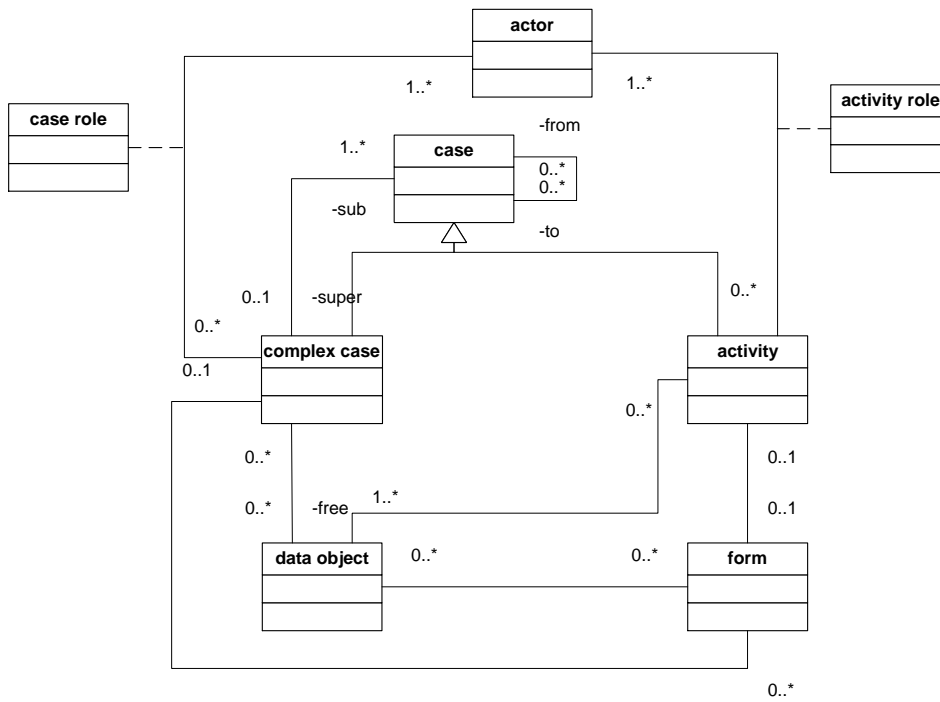 actor
1..*
1..*
case role
activity role
-from
1..*
case
0..*
0..*
-sub
-to
0..1
-super
0..*
0..*
complex case
activity
0..1
0..*
0..*
0..1
0..*
-free
1..*
0..1
data object
0..*
0..*
form
0..*